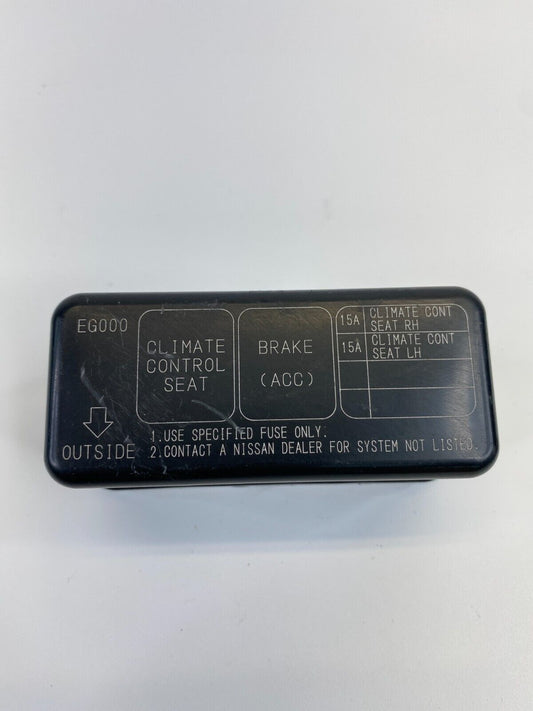 EG000
CLIMATE
CONTROL
SEAT
BRAKE
(ACC)
15A CLIMATE CONT
SEAT RH
15A CLIMATE CONT
SEAT LH
OUTSIDE
1.USE SPECIFIED FUSE ONLY.
2.CONTACT A NISSAN DEALER FOR SYSTEM NOT LISTED.